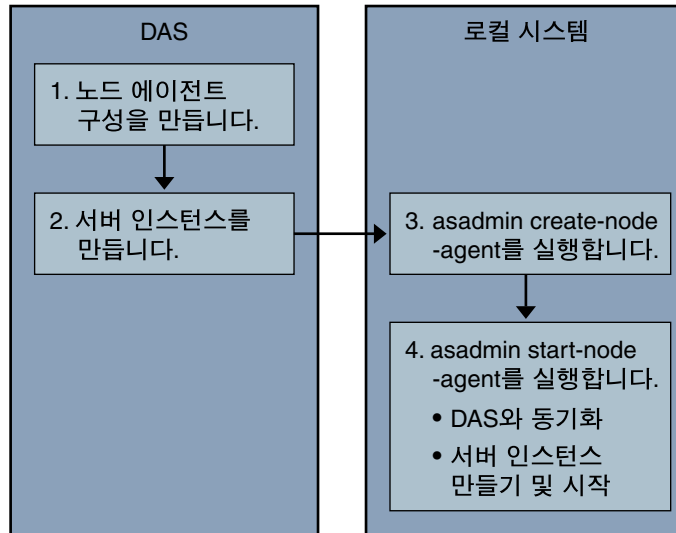 DAS
1. 노드 에이전트
구성을 만듭니다.
2. 서버 인스턴스를
만듭니다.
로컬 시스템
3. asadmin create-node
-agent를 실행합니다.
4. asadmin start-node
-agent를 실행합니다.
• DAS와 동기화
• 서버 인스턴스
만들기 및 시작